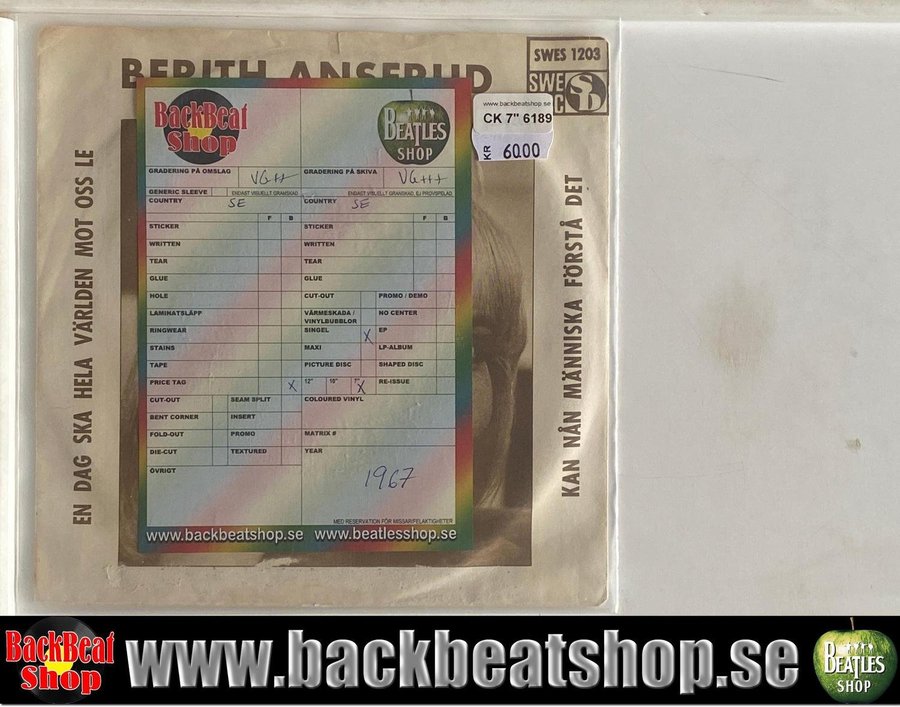 BERITH ANSERUD
SWES 1203
SWE
DISC
EN DAG SKA HELA VÄRLDEN MOT OSS LE
KAN NÅN MÄNNISKA FÖRSTÅ DET
www.backbeatshop.se
CK 7" 6189
KR 60.00
BackBeat
Shop
BEATLES
SHOP
GRADERING PÅ OMSLAG VG++
GRADERING PÅ SKIVA VG+++
GENERIC SLEEVE
ENDAST VISUELLT GRANSKAD
ENDAST VISUELLT GRANSKAD, EJ PROVSPELAD
COUNTRY SE
COUNTRY SE
F B
F B
STICKER
STICKER
WRITTEN
WRITTEN
TEAR
TEAR
GLUE
GLUE
HOLE
CUT-OUT PROMO / DEMO
LAMINATSLÄPP
VÄRMESKADA /
VINYLBUBBLOR
NO CENTER
RINGWEAR
SINGEL X EP
STAINS
MAXI LP-ALBUM
TAPE
PICTURE DISC SHAPED DISC
PRICE TAG X
12" 10" 7" X RE-ISSUE
CUT-OUT SEAM SPLIT
COLOURED VINYL
BENT CORNER INSERT
FOLD-OUT PROMO
MATRIX #
DIE-CUT TEXTURED
YEAR
ÖVRIGT
1967
MED RESERVATION FÖR MISSAR/FELAKTIGHETER
www.backbeatshop.se www.beatlesshop.se
BackBeat
Shop
www.backbeatshop.se
BEATLES
SHOP